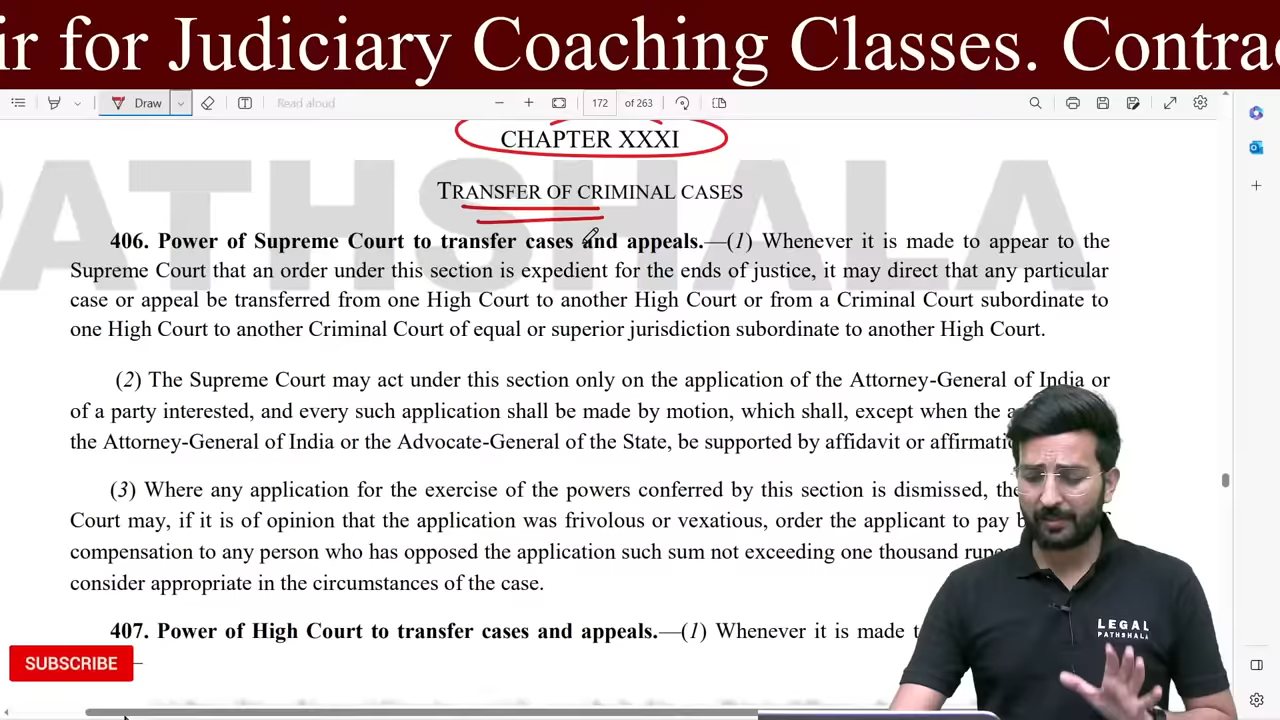 ir for Judiciary Coaching Classes. Contrac
Draw
Read aloud
172 of 263
CHAPTER XXXI
PATHSHALA
TRANSFER OF CRIMINAL CASES
406. Power of Supreme Court to transfer cases and appeals.—(1) Whenever it is made to appear to the
Supreme Court that an order under this section is expedient for the ends of justice, it may direct that any particular
case or appeal be transferred from one High Court to another High Court or from a Criminal Court subordinate to
one High Court to another Criminal Court of equal or superior jurisdiction subordinate to another High Court.
(2) The Supreme Court may act under this section only on the application of the Attorney-General of India or
of a party interested, and every such application shall be made by motion, which shall, except when the
the Attorney-General of India or the Advocate-General of the State, be supported by affidavit or
(3) Where any application for the exercise of the powers conferred by this section is dismissed,
Court may, if it is of opinion that the application was frivolous or vexatious, order the applicant to pay
compensation to any person who has opposed the application such sum not exceeding one thousand
consider appropriate in the circumstances of the case.
407. Power of High Court to transfer cases and appeals.—(1) Whenever it is made
LEGAL
PATHSHALA
SUBSCRIBE